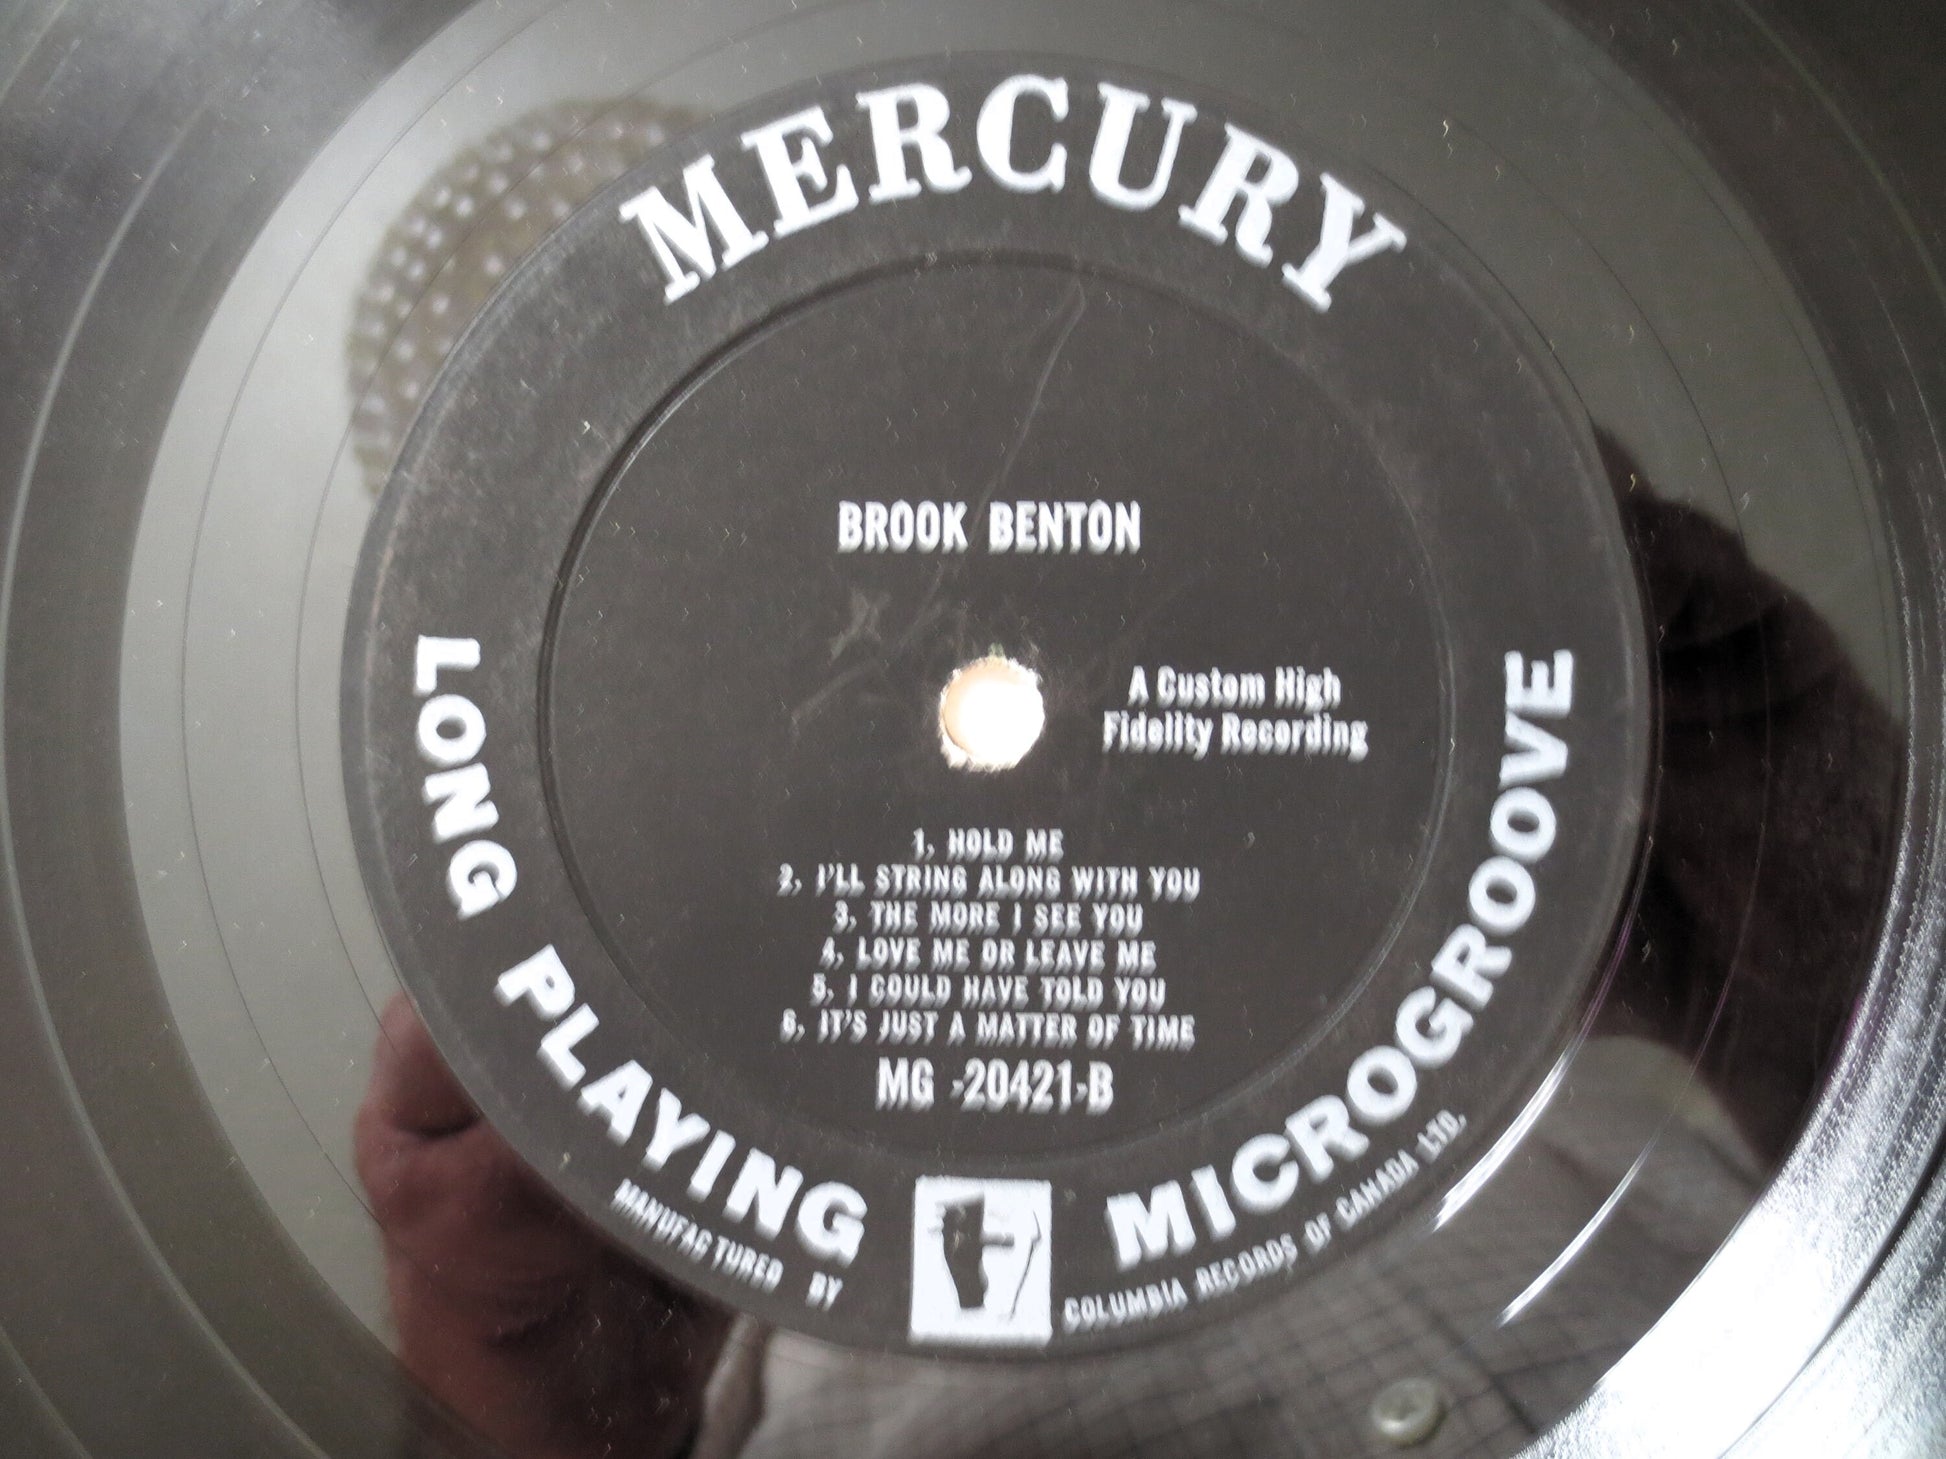 MERCURY
BROOK BENTON
A Custom High
Fidelity Recording
1. HOLD ME
2. I'LL STRING ALONG WITH YOU
3. THE MORE I SEE YOU
4. LOVE ME OR LEAVE ME
5. I COULD HAVE TOLD YOU
6. IT'S JUST A MATTER OF TIME
MG -20421-B
LONG PLAYING MICROGROOVE
MANUFACTURED BY COLUMBIA RECORDS OF CANADA LTD.